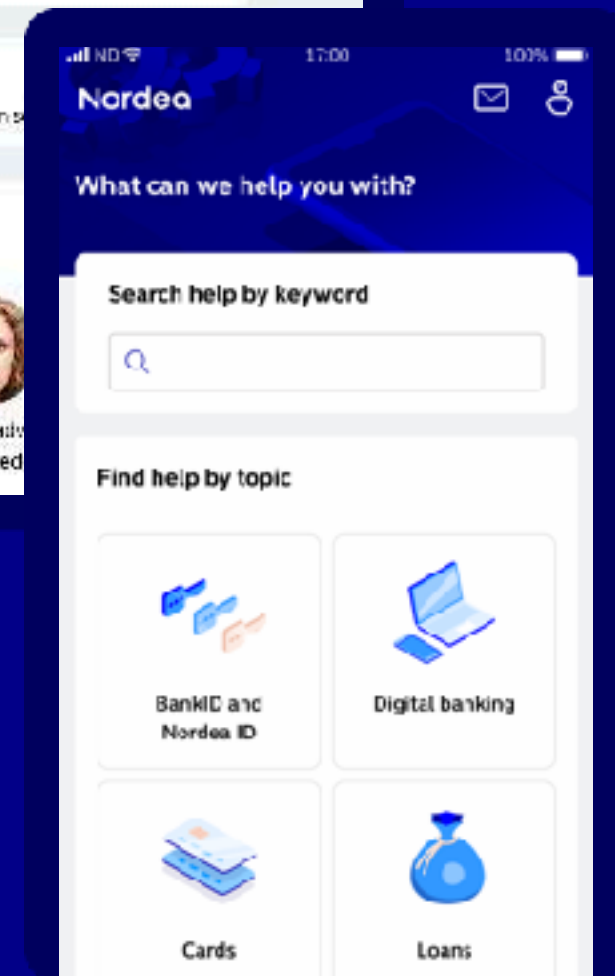 ND 17:00 100%
Nordea
What can we help you with?
Search help by keyword
Find help by topic
BankID and
Nordea ID
Digital banking
Cards
Loans